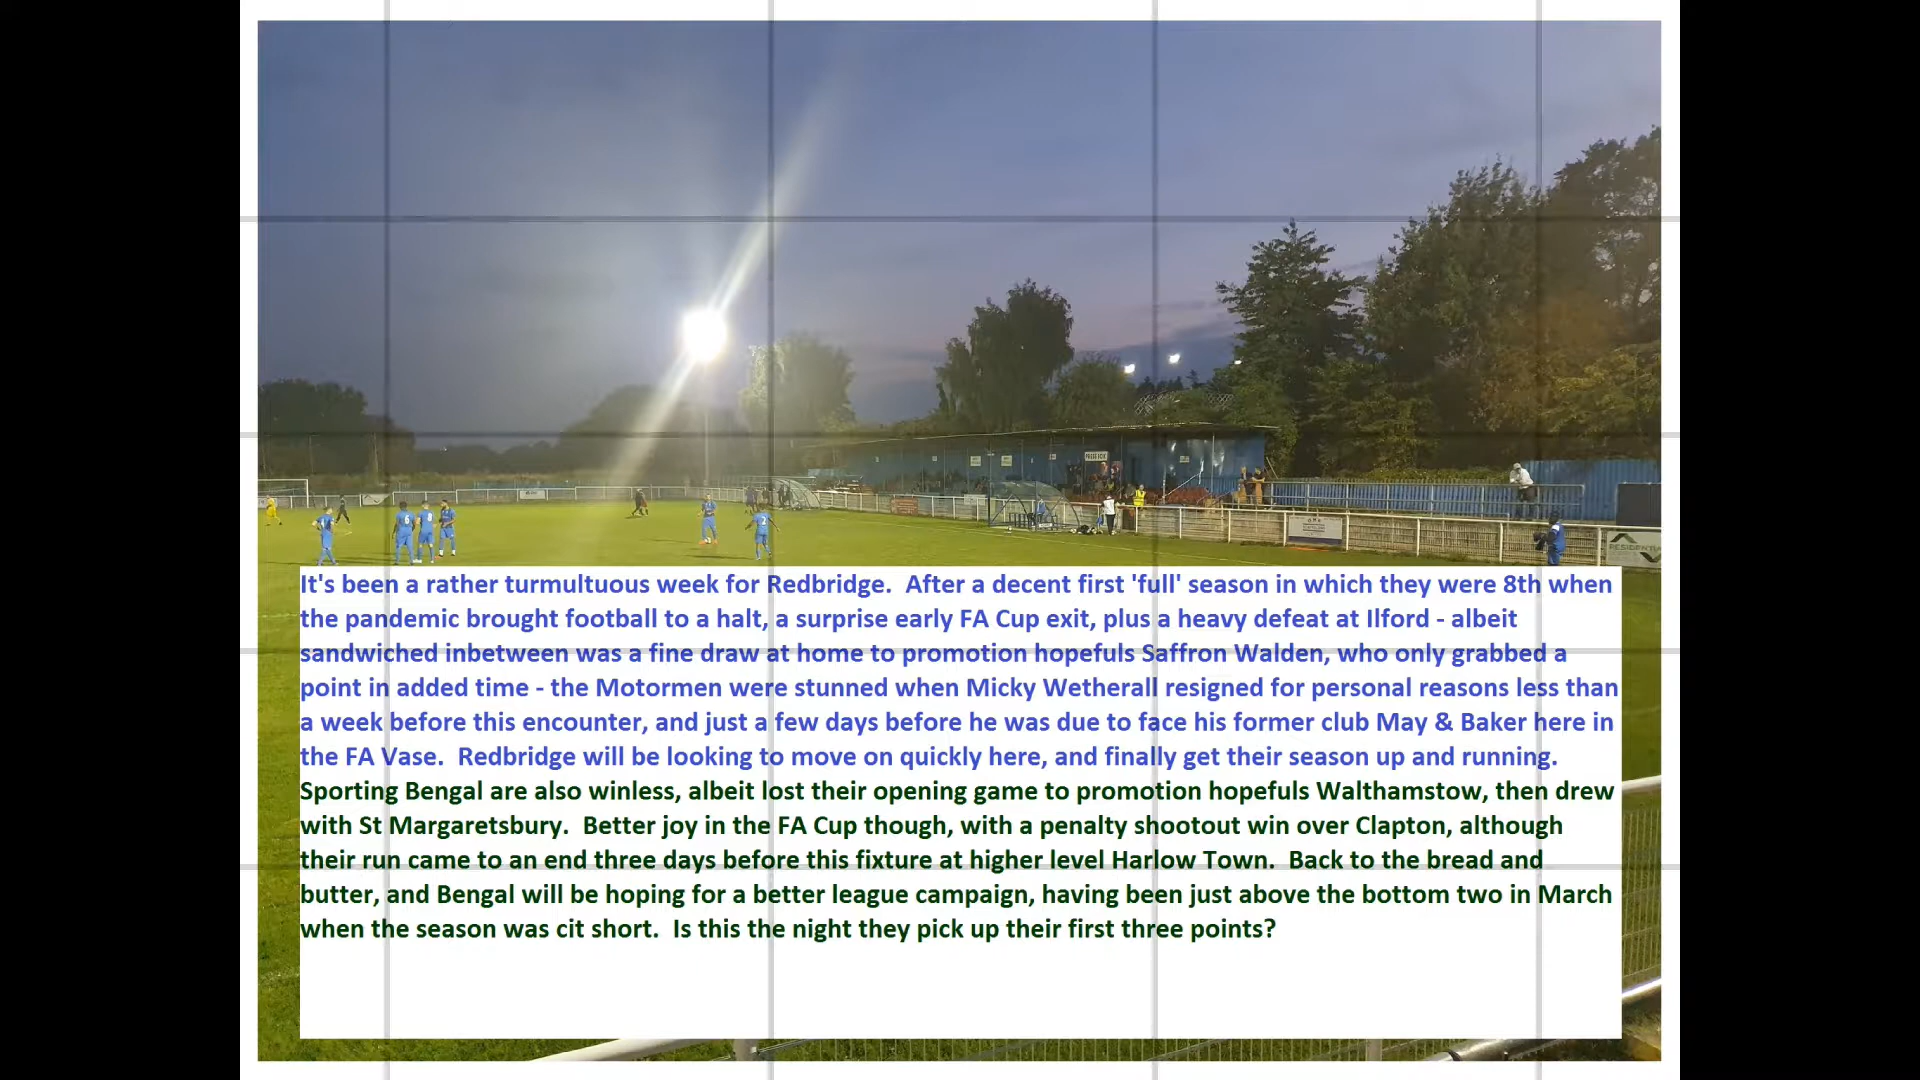 PRESS BOX
6
8
2
RESIDENTIAL
It's been a rather turmultuous week for Redbridge.  After a decent first 'full' season in which they were 8th when
the pandemic brought football to a halt, a surprise early FA Cup exit, plus a heavy defeat at Ilford - albeit
sandwiched inbetween was a fine draw at home to promotion hopefuls Saffron Walden, who only grabbed a
point in added time - the Motormen were stunned when Micky Wetherall resigned for personal reasons less than
a week before this encounter, and just a few days before he was due to face his former club May & Baker here in
the FA Vase.  Redbridge will be looking to move on quickly here, and finally get their season up and running.
Sporting Bengal are also winless, albeit lost their opening game to promotion hopefuls Walthamstow, then drew
with St Margaretsbury.  Better joy in the FA Cup though, with a penalty shootout win over Clapton, although
their run came to an end three days before this fixture at higher level Harlow Town.  Back to the bread and
butter, and Bengal will be hoping for a better league campaign, having been just above the bottom two in March
when the season was cit short.  Is this the night they pick up their first three points?